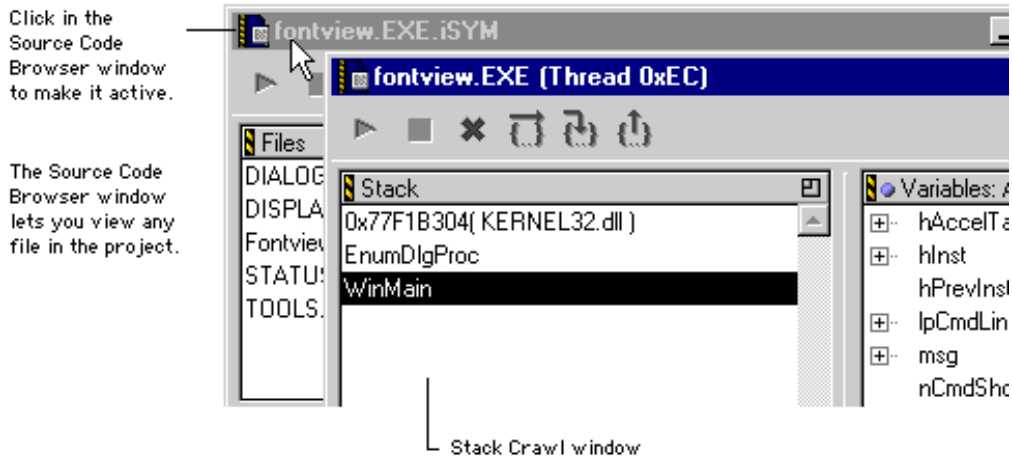 Click in the
Source Code
Browser window
to make it active.
The Source Code
Browser window
lets you view any
file in the project.
fontview.EXE.iSYM
fontview.EXE (Thread 0xEC)
Files
DIALOG
DISPLA
Fontview
STATUS
TOOLS.
Stack
0x77F1B304( KERNEL32.dll )
EnumDlgProc
WinMain
Variables: A
hAccelTa
hInst
hPrevInst
lpCmdLin
msg
nCmdSho
Stack Crawl window